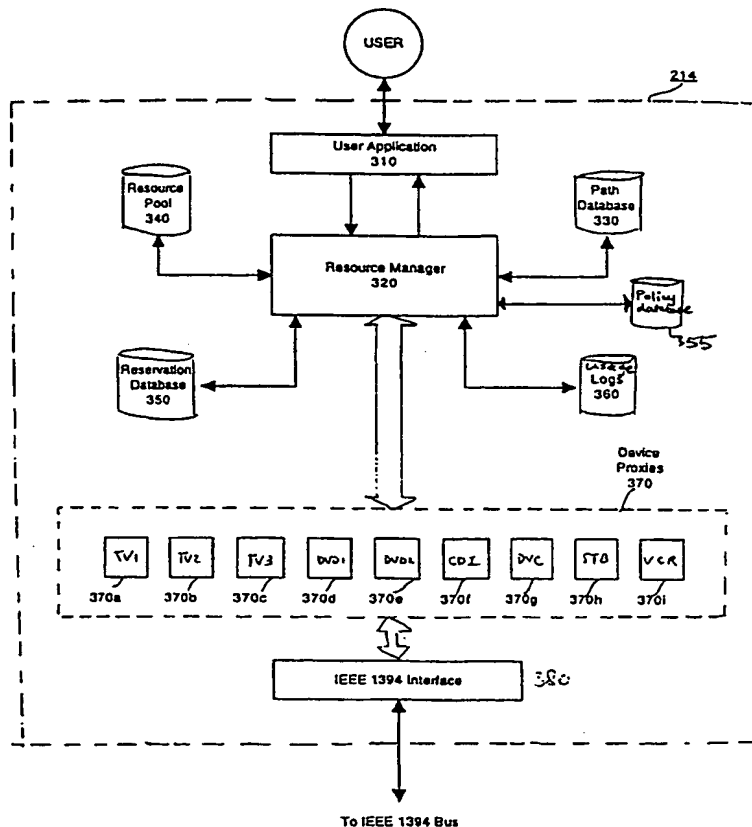 USER
214
User Application
310
Resource
Pool
340
Path
Database
330
Resource Manager
320
Policy
database
355
Reservation
Database
350
usage
Logs
360
Device
Proxies
370
TV1
TV2
TV3
DVD1
DVD2
CDI
DVC
STB
VCR
370a
370b
370c
370d
370e
370f
370g
370h
370i
IEEE 1394 Interface
380
To IEEE 1394 Bus